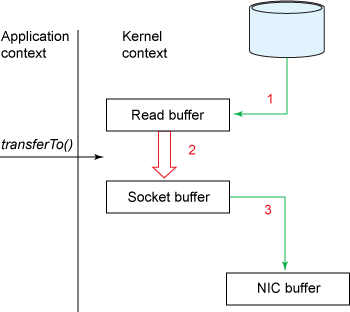 Application
context
Kernel
context
1
Read buffer
transferTo()
2
Socket buffer
3
NIC buffer